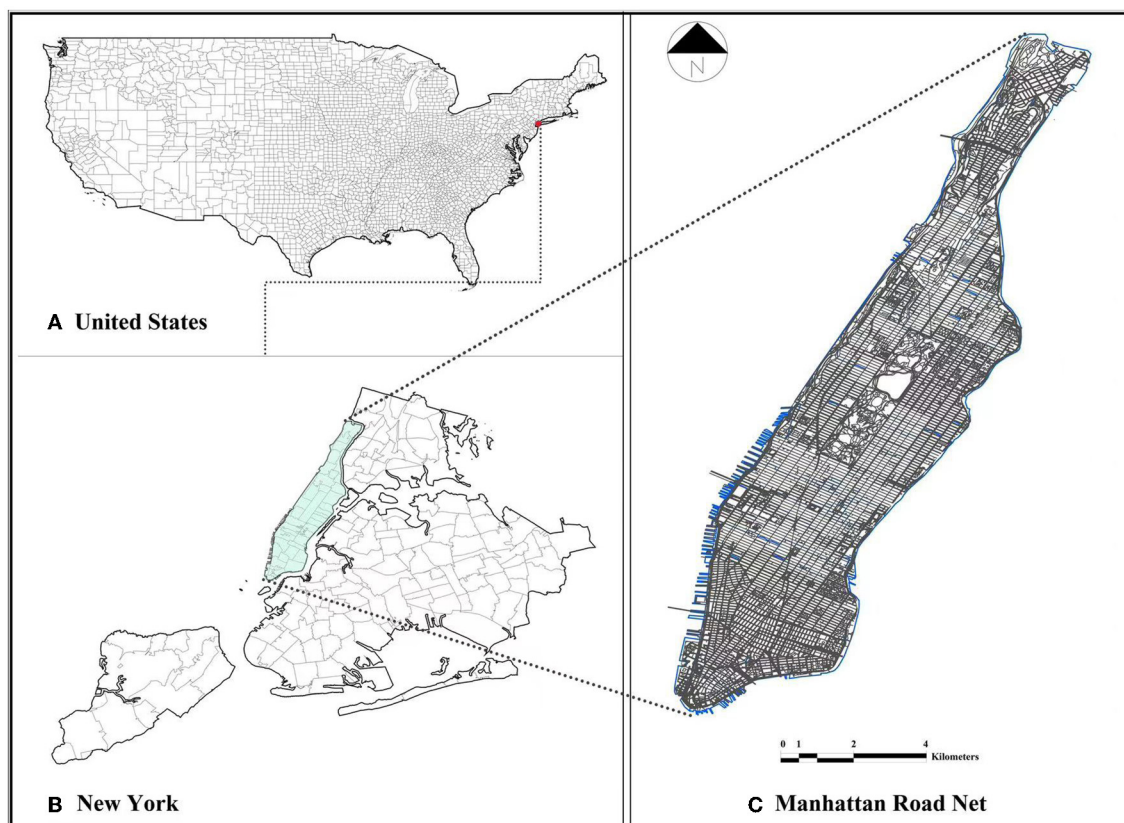 A United States
B New York
N
0 1 2 4
Kilometers
C Manhattan Road Net